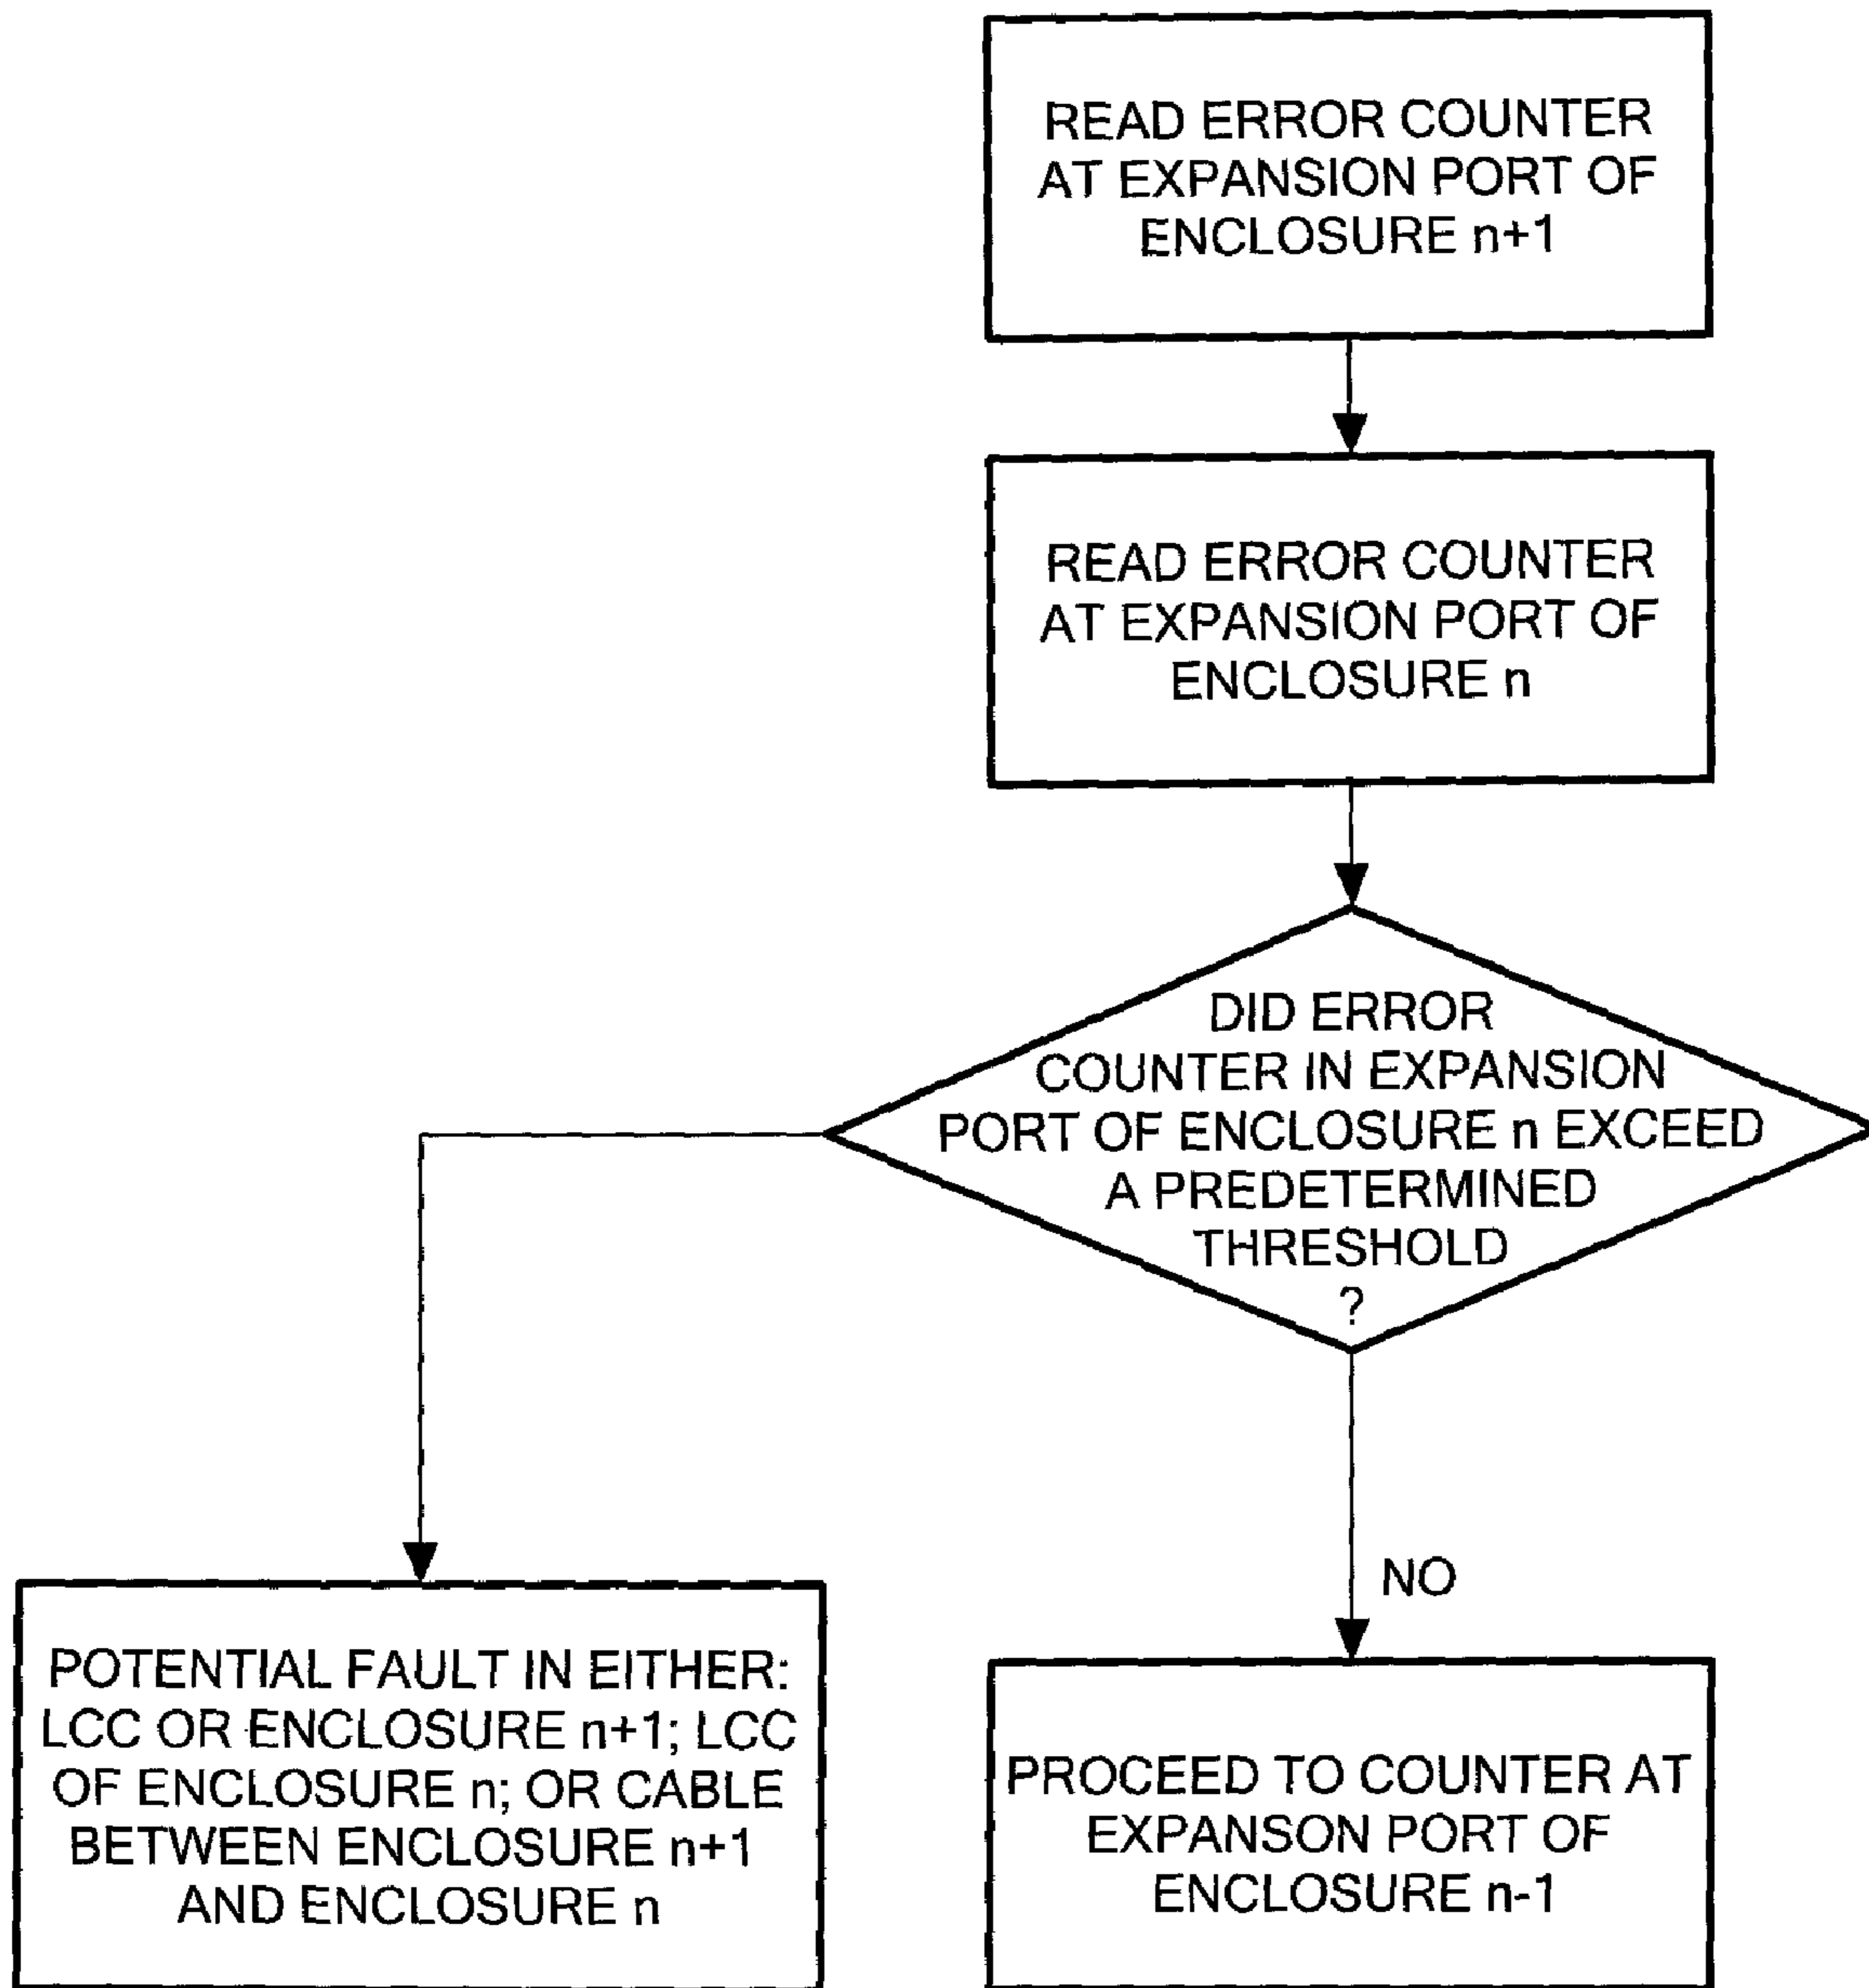 READ ERROR COUNTER
AT EXPANSION PORT OF
ENCLOSURE n+1
READ ERROR COUNTER
AT EXPANSION PORT OF
ENCLOSURE n
DID ERROR
COUNTER IN EXPANSION
PORT OF ENCLOSURE n EXCEED
A PREDETERMINED
THRESHOLD
?
NO
POTENTIAL FAULT IN EITHER:
LCC OR ENCLOSURE n+1; LCC
OF ENCLOSURE n; OR CABLE
BETWEEN ENCLOSURE n+1
AND ENCLOSURE n
PROCEED TO COUNTER AT
EXPANSON PORT OF
ENCLOSURE n-1